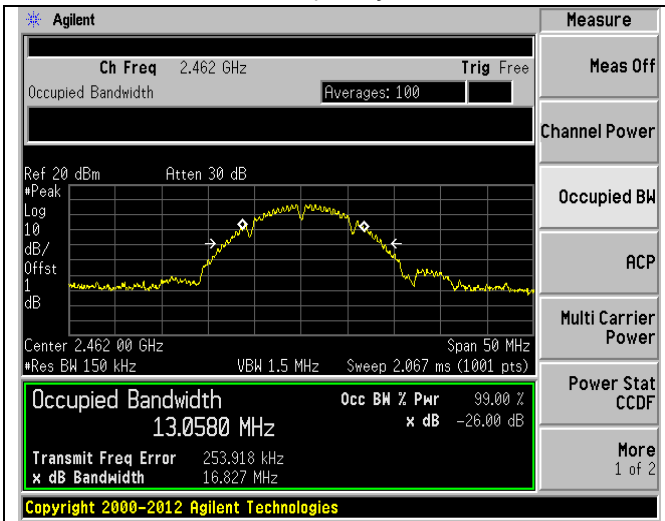 Agilent
Measure
Ch Freq 2.462 GHz Trig Free
Occupied Bandwidth Averages: 100
Meas Off
Channel Power
Ref 20 dBm Atten 30 dB
#Peak
Log
10
dB/
Offst
1
dB
Occupied BW
ACP
Multi Carrier
Power
Center 2.462 00 GHz Span 50 MHz
#Res BW 150 kHz VBW 1.5 MHz Sweep 2.067 ms (1001 pts)
Power Stat
CCDF
Occupied Bandwidth Occ BW % Pwr 99.00 %
13.0580 MHz x dB -26.00 dB
Transmit Freq Error 253.918 kHz
x dB Bandwidth 16.827 MHz
More
1 of 2
Copyright 2000-2012 Agilent Technologies